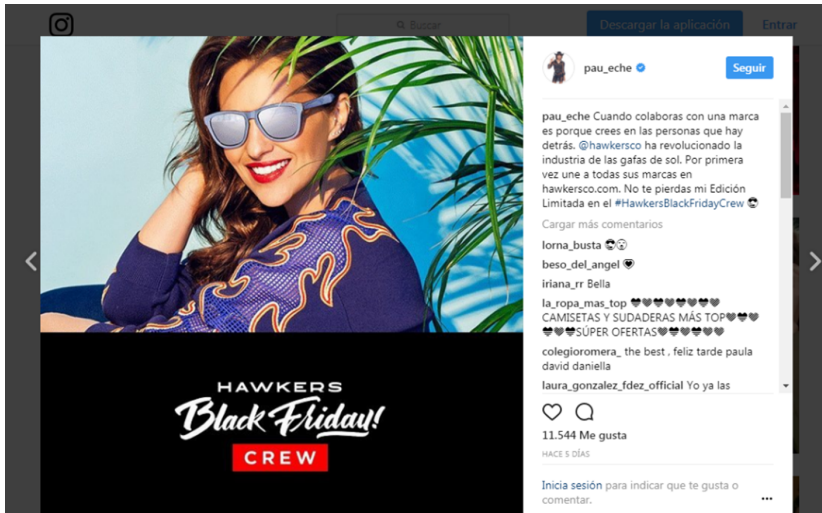 Buscar
Descargar la aplicación
Entrar
pau_eche
Seguir
pau_eche Cuando colaboras con una marca
es porque crees en las personas que hay
detrás. @hawkersco ha revolucionado la
industria de las gafas de sol. Por primera
vez une a todas sus marcas en
hawkersco.com. No te pierdas mi Edición
Limitada en el #HawkersBlackFridayCrew 😎
Cargar más comentarios
lorna_busta 😎😮
beso_del_angel 🖤
iriana_rr Bella
la_ropa_mas_top 🖤🖤🖤🖤🖤🖤🖤🖤
CAMISETAS Y SUDADERAS MÁS TOP🖤🖤🖤
🖤🖤🖤SÚPER OFERTAS🖤🖤🖤🖤🖤🖤
colegioromera_ the best , feliz tarde paula
david daniella
laura_gonzalez_fdez_official Yo ya las
11.544 Me gusta
HACE 5 DÍAS
Inicia sesión para indicar que te gusta o
comentar.
HAWKERS
Black Friday!
CREW